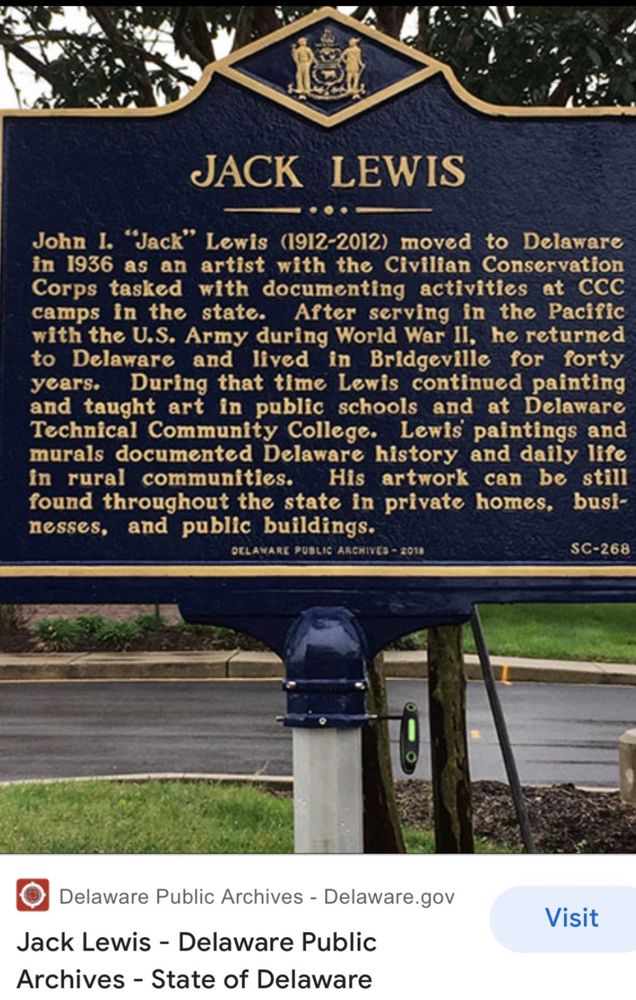 JACK LEWIS
John I. "Jack" Lewis (1912-2012) moved to Delaware
in 1936 as an artist with the Civilian Conservation
Corps tasked with documenting activities at CCC
camps in the state. After serving in the Pacific
with the U.S. Army during World War II, he returned
to Delaware and lived in Bridgeville for forty
years. During that time Lewis continued painting
and taught art in public schools and at Delaware
Technical Community College. Lewis' paintings and
murals documented Delaware history and daily life
in rural communities. His artwork can be still
found throughout the state in private homes, busi-
nesses, and public buildings.
DELAWARE PUBLIC ARCHIVES - 2018
SC-268
Delaware Public Archives - Delaware.gov
Visit
Jack Lewis - Delaware Public
Archives - State of Delaware